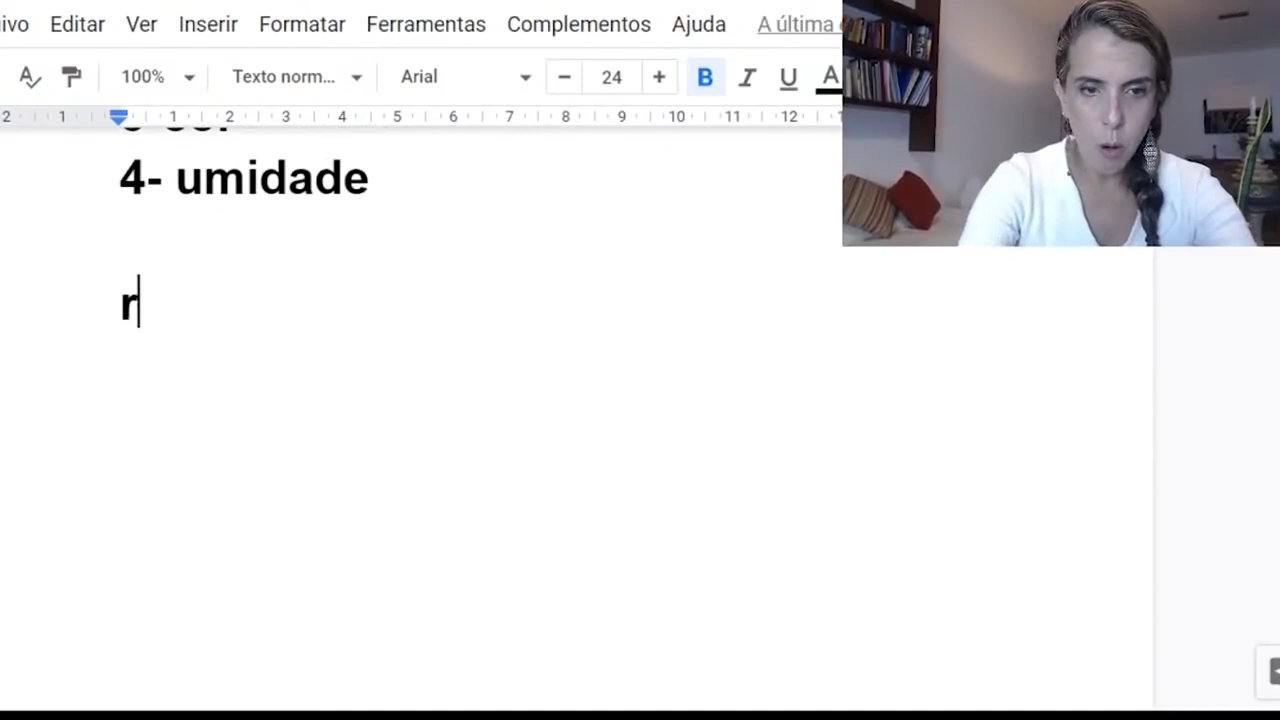 ivo Editar Ver Inserir Formatar Ferramentas Complementos Ajuda A última
100% Texto norm... Arial 24 B I U A
2 1 1 2 3 4 5 6 7 8 9 10 11 12
4- umidade
r